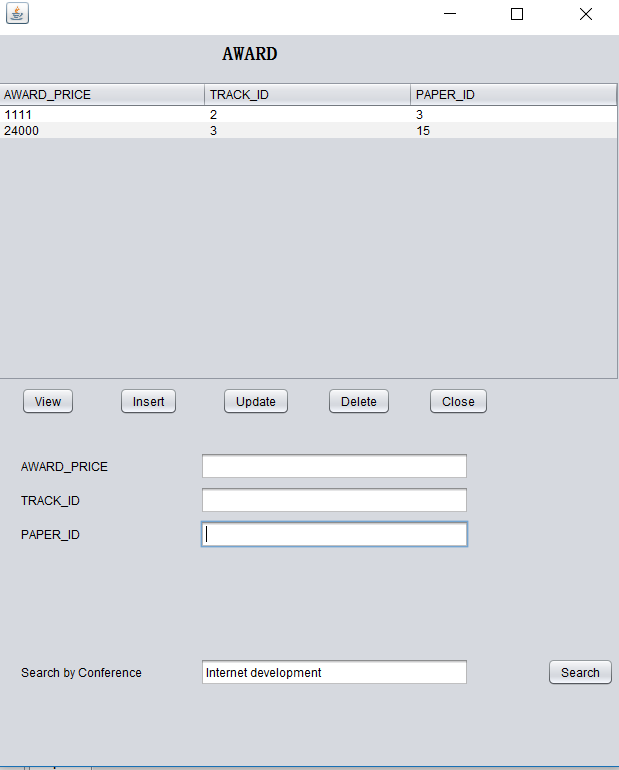 AWARD
AWARD_PRICE TRACK_ID PAPER_ID
1111 2 3
24000 3 15
View Insert Update Delete Close
AWARD_PRICE
TRACK_ID
PAPER_ID
Search by Conference Internet development Search